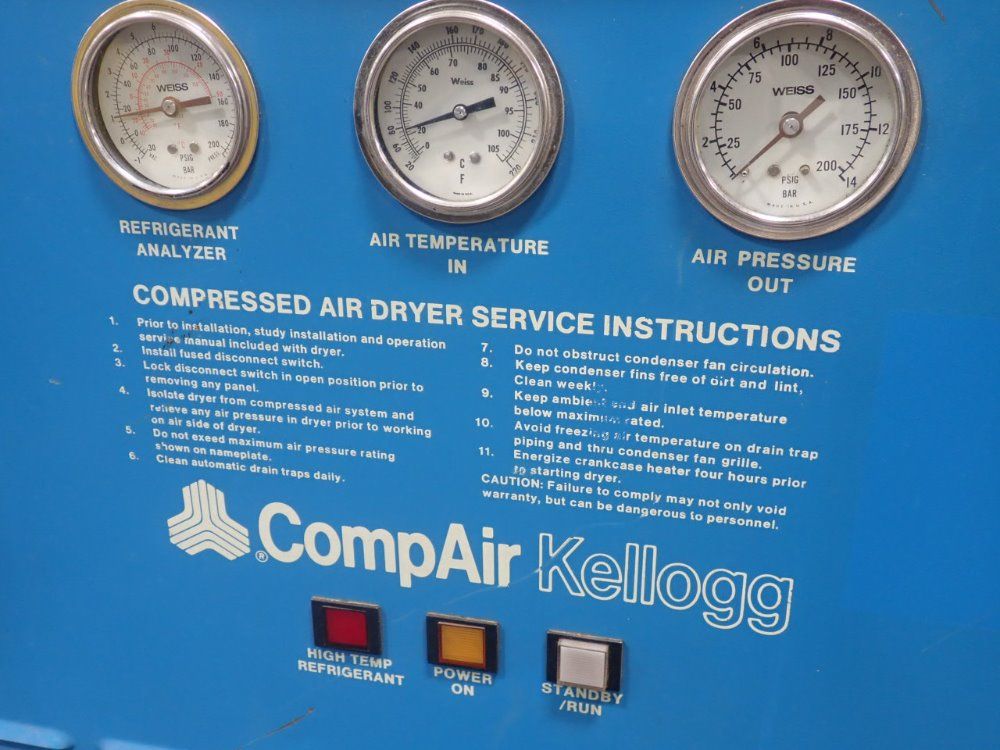 WEISS
PSIG
BAR
REFRIGERANT
ANALYZER
Weiss
C
F
AIR TEMPERATURE
IN
WEISS
PSIG
BAR
MADE IN U.S.A.
AIR PRESSURE
OUT
COMPRESSED AIR DRYER SERVICE INSTRUCTIONS
1. Prior to installation, study installation and operation
service manual included with dryer.
2. Install fused disconnect switch.
3. Lock disconnect switch in open position prior to
removing any panel.
4. Isolate dryer from compressed air system and
relieve any air pressure in dryer prior to working
on air side of dryer.
5. Do not exeed maximum air pressure rating
shown on nameplate.
6. Clean automatic drain traps daily.
7. Do not obstruct condenser fan circulation.
8. Keep condenser fins free of dirt and lint,
Clean weekly.
9. Keep ambient and air inlet temperature
below maximum rated.
10. Avoid freezing air temperature on drain trap
piping and thru condenser fan grille.
11. Energize crankcase heater four hours prior
to starting dryer.
CAUTION: Failure to comply may not only void
warranty, but can be dangerous to personnel.
® CompAir Kellogg
HIGH TEMP
REFRIGERANT
POWER
ON
STANDBY
/RUN